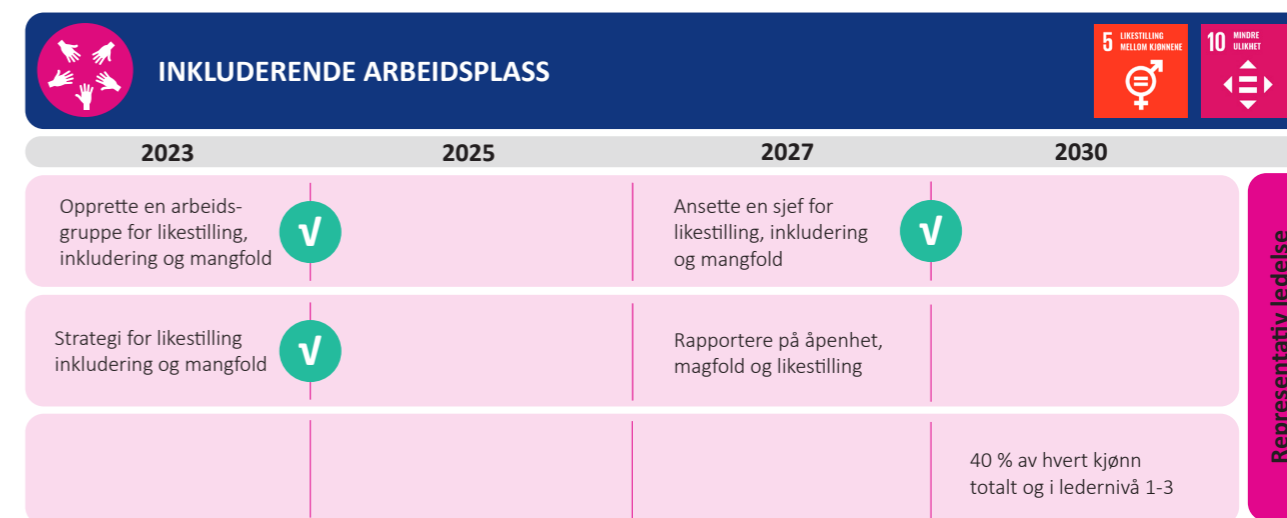 INKLUDERENDE ARBEIDSPLASS
5 LIKESTILLING
MELLOM KJØNNENE
10 MINDRE
ULIKHET
2023 2025 2027 2030
Opprette en arbeids-
gruppe for likestilling,
inkludering og mangfold
√
Ansette en sjef for
likestilling, inkludering
og mangfold
√
Strategi for likestilling
inkludering og mangfold
√
Rapportere på åpenhet,
magfold og likestilling
40 % av hvert kjønn
totalt og i ledernivå 1-3
Representativ ledelse